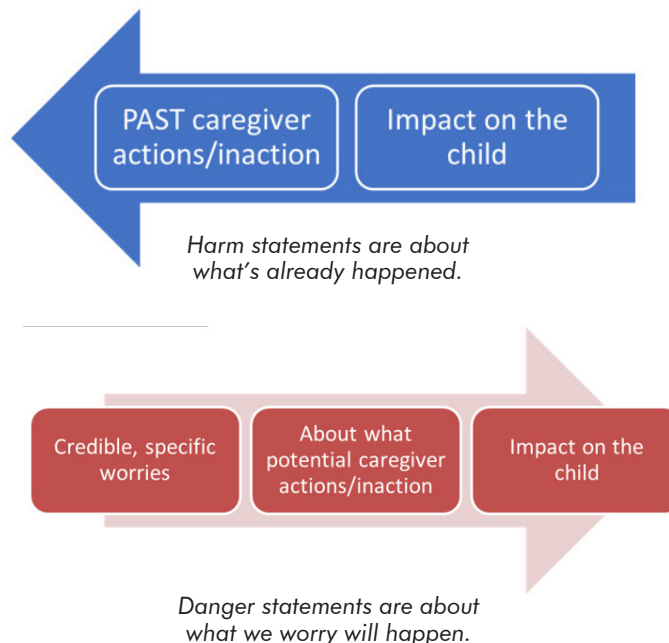 PAST caregiver
actions/inaction
Impact on the
child
Harm statements are about
what's already happened.
Credible, specific
worries
About what
potential caregiver
actions/inaction
Impact on the
child
Danger statements are about
what we worry will happen.